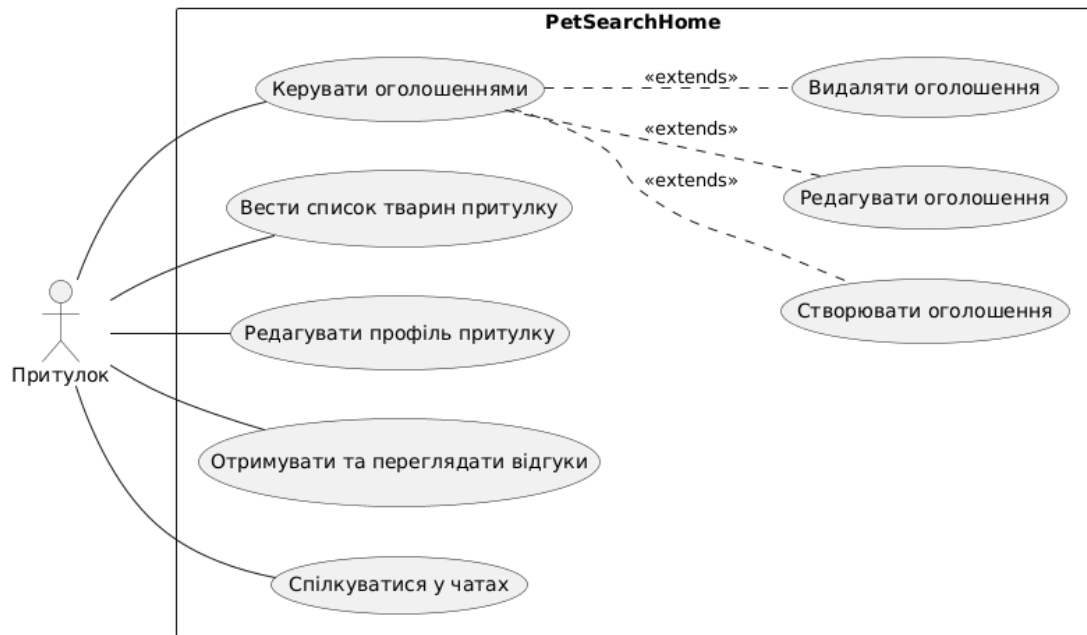 PetSearchHome
Керувати оголошеннями
«extends»
Видаляти оголошення
«extends»
Редагувати оголошення
«extends»
Створювати оголошення
Вести список тварин притулку
Редагувати профіль притулку
Притулок
Отримувати та переглядати відгуки
Спілкуватися у чатах